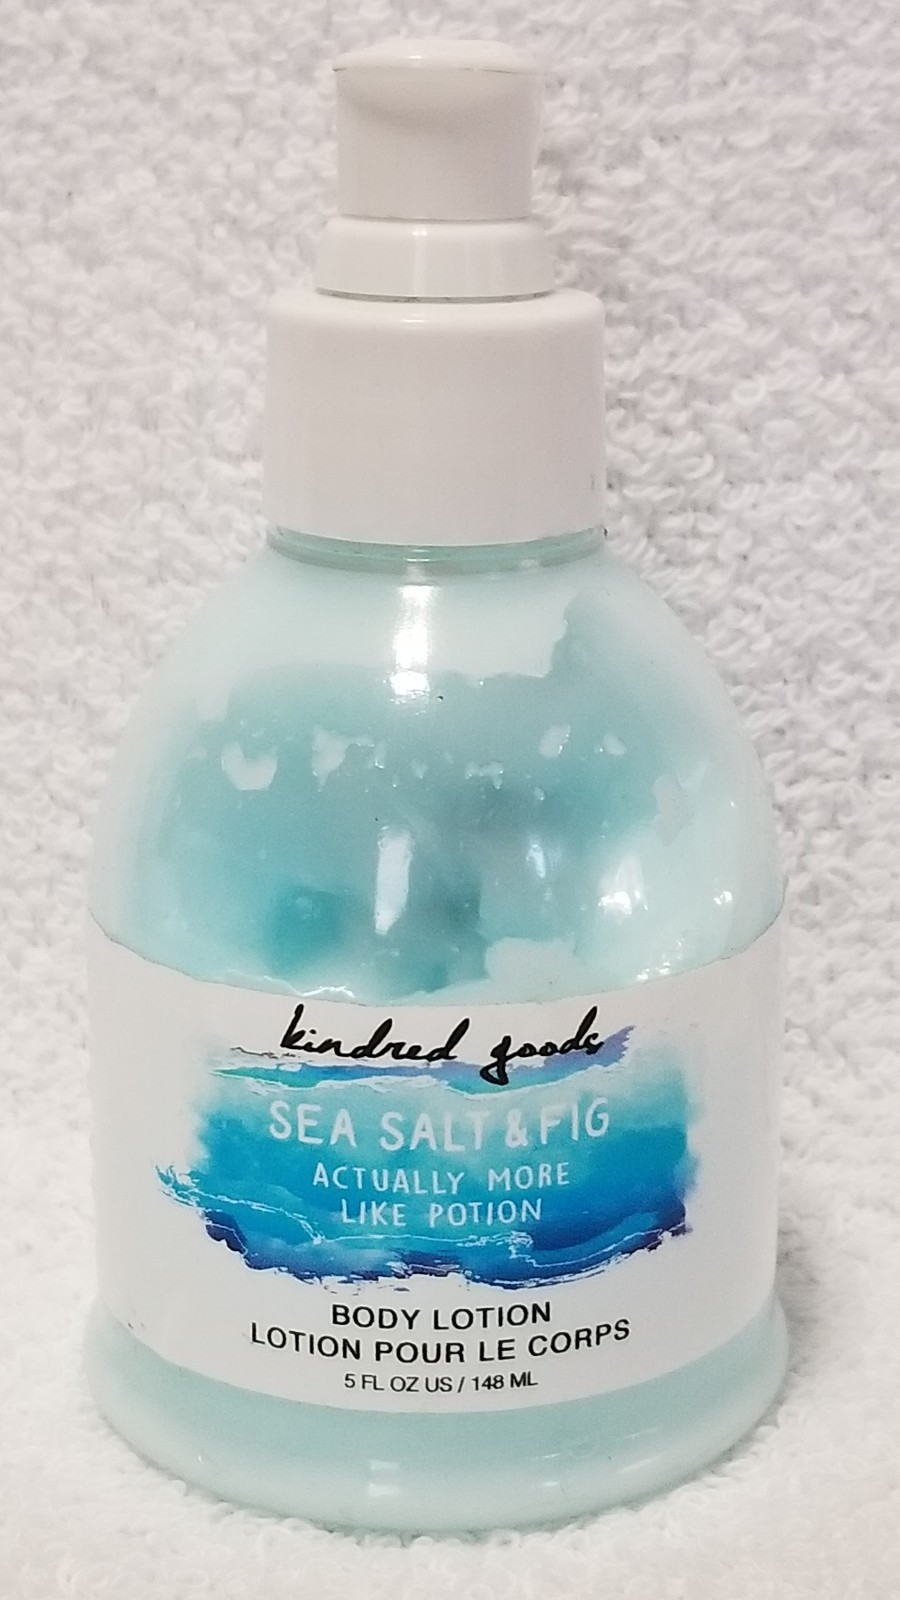 kindred goods
SEA SALT & FIG
ACTUALLY MORE
LIKE POTION
BODY LOTION
LOTION POUR LE CORPS
5 FL OZ US / 148 ML